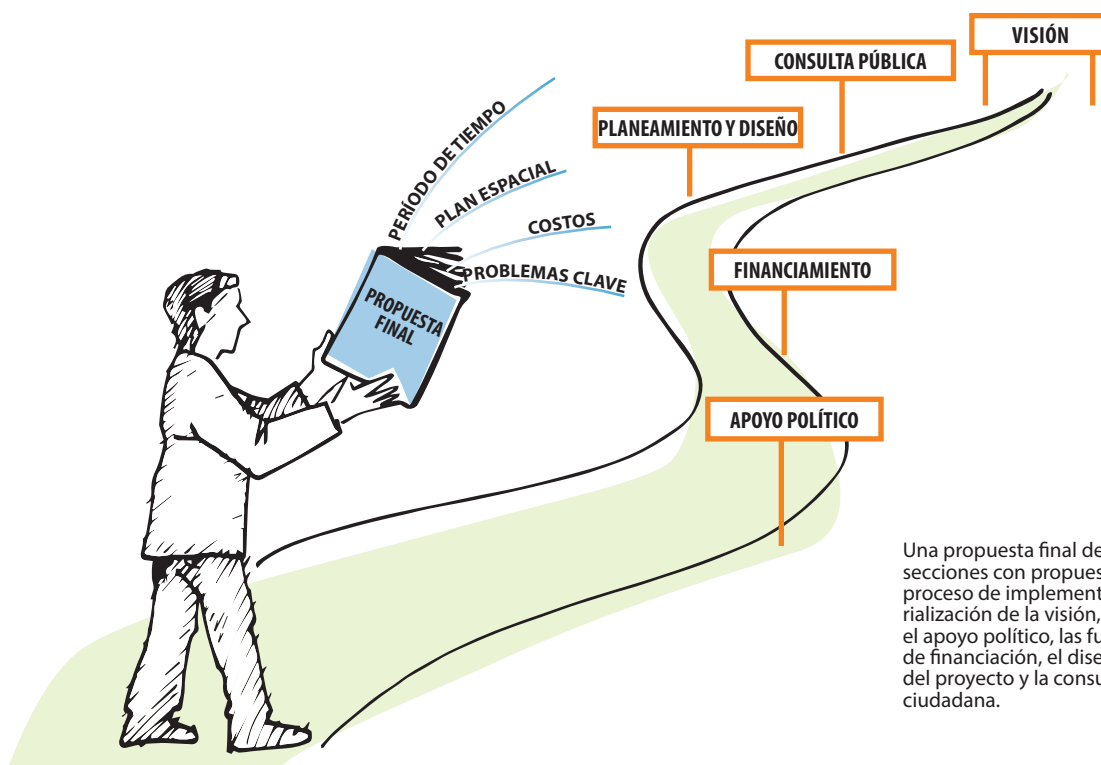 VISIÓN
CONSULTA PÚBLICA
PLANEAMIENTO Y DISEÑO
PERÍODO DE TIEMPO
PLAN ESPACIAL
COSTOS
PROBLEMAS CLAVE
PROPUESTA
FINAL
FINANCIAMIENTO
APOYO POLÍTICO
Una propuesta final de
secciones con propues
proceso de implement
rialización de la visión,
el apoyo político, las fu
de financiación, el dise
del proyecto y la consu
ciudadana.